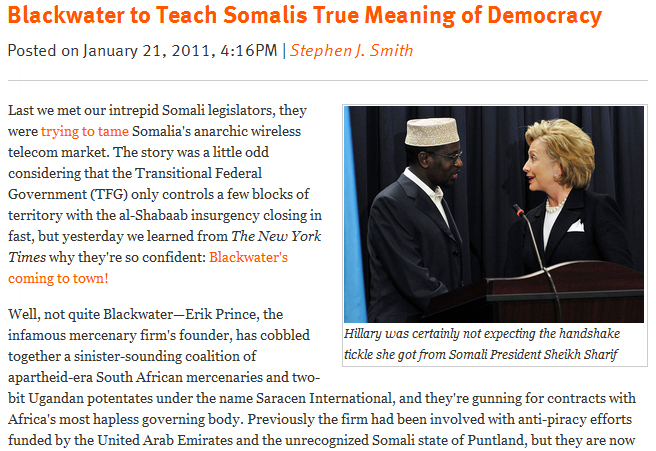 Blackwater to Teach Somalis True Meaning of Democracy
Posted on January 21, 2011, 4:16PM | Stephen J. Smith
Last we met our intrepid Somali legislators, they
were trying to tame Somalia's anarchic wireless
telecom market. The story was a little odd
considering that the Transitional Federal
Government (TFG) only controls a few blocks of
territory with the al-Shabaab insurgency closing in
fast, but yesterday we learned from The New York
Times why they're so confident: Blackwater's
coming to town!
Hillary was certainly not expecting the handshake
tickle she got from Somali President Sheikh Sharif
Well, not quite Blackwater—Erik Prince, the
infamous mercenary firm's founder, has cobbled
together a sinister-sounding coalition of
apartheid-era South African mercenaries and two-
bit Ugandan potentates under the name Saracen International, and they're gunning for contracts with
Africa's most hapless governing body. Previously the firm had been involved with anti-piracy efforts
funded by the United Arab Emirates and the unrecognized Somali state of Puntland, but they are now